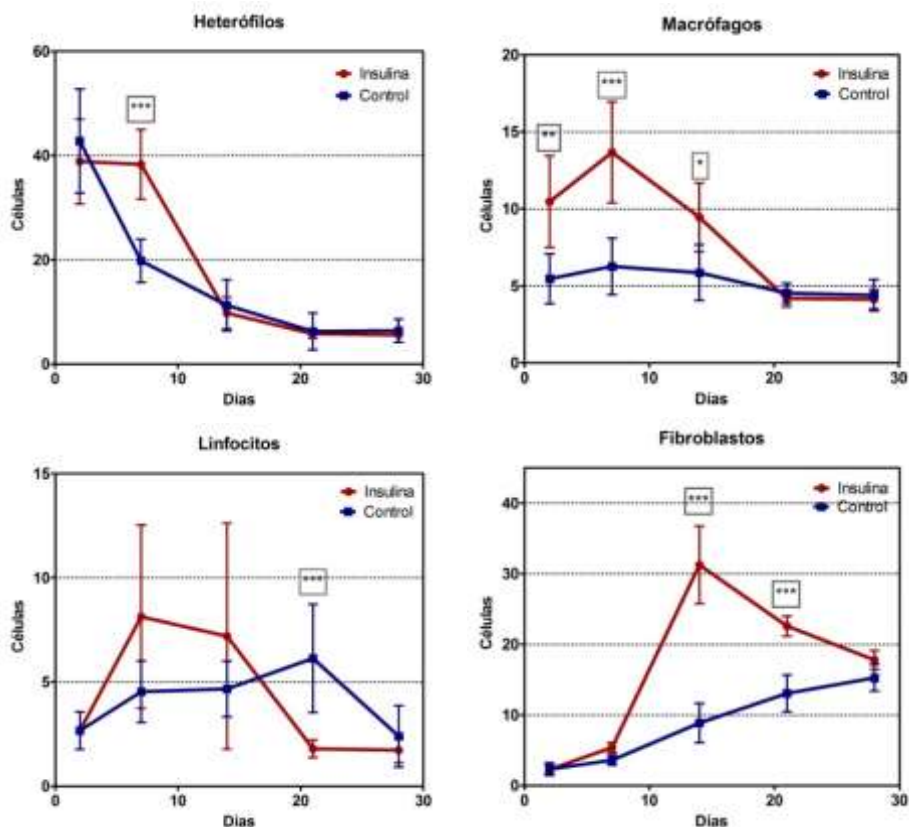 Heterófilos
60
40
20
0
Células
0 10 20 30
Días
Insulina
Control
***
Macrófagos
20
15
10
5
0
Células
0 10 20 30
Días
Insulina
Control
**
***
*
Linfocitos
15
10
5
0
Células
0 10 20 30
Días
Insulina
Control
***
Fibroblastos
40
30
20
10
0
Células
0 10 20 30
Días
Insulina
Control
***
***